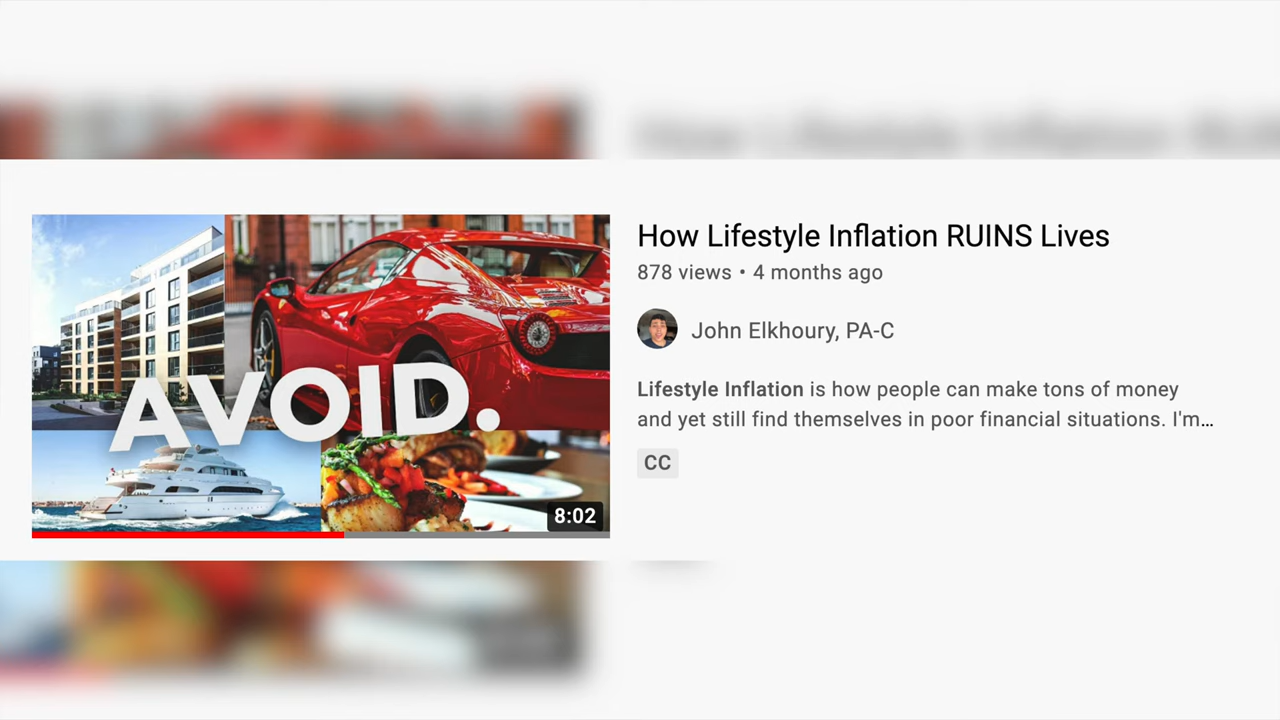 AVOID.
8:02
How Lifestyle Inflation RUINS Lives
878 views • 4 months ago
John Elkhoury, PA-C
Lifestyle Inflation is how people can make tons of money
and yet still find themselves in poor financial situations. I'm...
CC